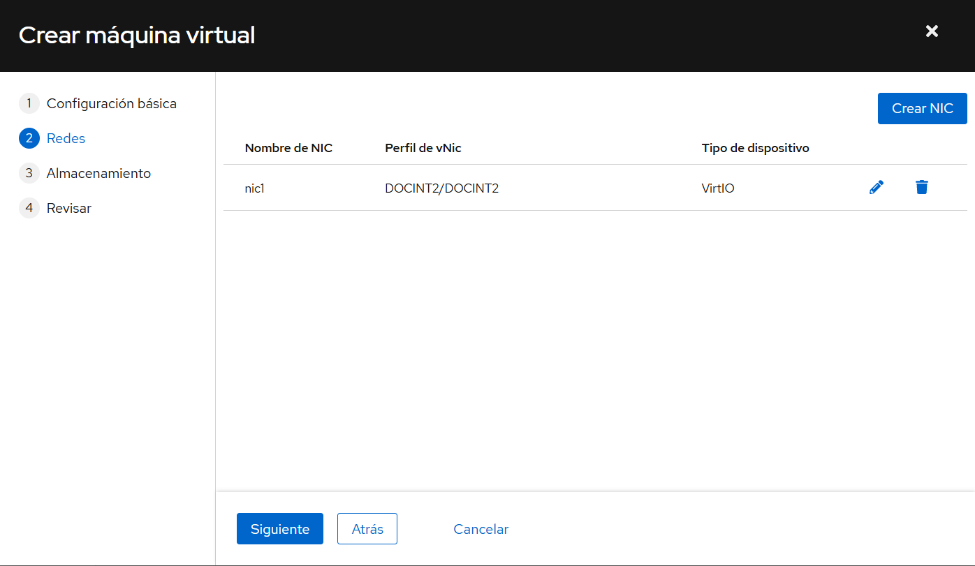 Crear máquina virtual
1 Configuración básica
2 Redes
3 Almacenamiento
4 Revisar
Crear NIC
Nombre de NIC Perfil de vNic Tipo de dispositivo
nic1 DOCINT2/DOCINT2 VirtIO
Siguiente Atrás Cancelar